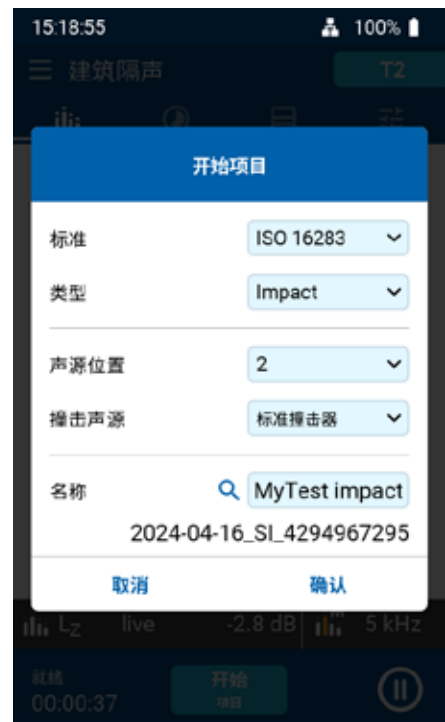 15:18:55 100%
建筑隔声 T2
开始项目
标准 ISO 16283
类型 Impact
声源位置 2
撞击声源 标准撞击器
名称 MyTest impact
2024-04-16_SI_4294967295
取消 确认
LZ live -2.8 dB M 5 kHz
就绪 开始
00:00:37 项目